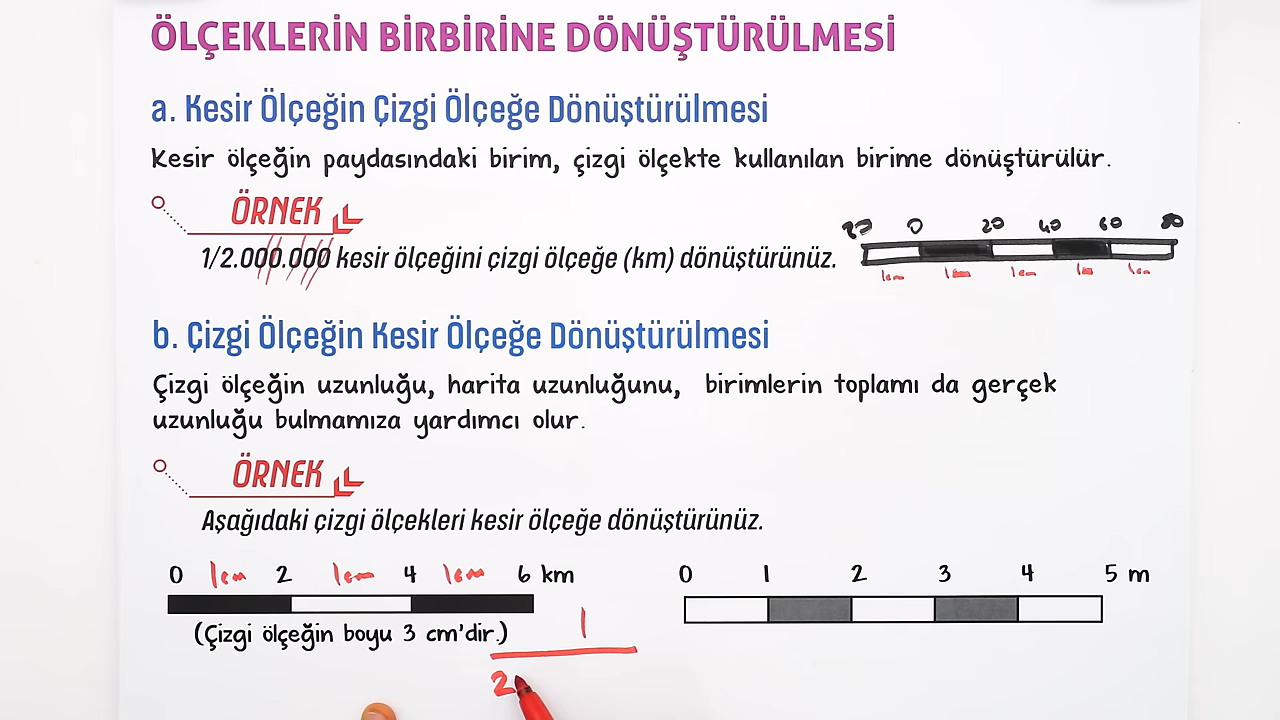 ÖLÇEKLERİN BİRBİRİNE DÖNÜŞTÜRÜLMESİ
a. Kesir Ölçeğin Çizgi Ölçeğe Dönüştürülmesi
Kesir ölçeğin paydasındaki birim, çizgi ölçekte kullanılan birime dönüştürülür.
ÖRNEK
1/2.000.000 kesir ölçeğini çizgi ölçeğe (km) dönüştürünüz.
20 0 20 40 60 80
1cm 1cm 1cm 1cm 1cm
b. Çizgi Ölçeğin Kesir Ölçeğe Dönüştürülmesi
Çizgi ölçeğin uzunluğu, harita uzunluğunu, birimlerin toplamı da gerçek
uzunluğu bulmamıza yardımcı olur.
ÖRNEK
Aşağıdaki çizgi ölçekleri kesir ölçeğe dönüştürünüz.
0 1cm 2 1cm 4 1cm 6 km
(Çizgi ölçeğin boyu 3 cm'dir.)
1
2
0 1 2 3 4 5 m